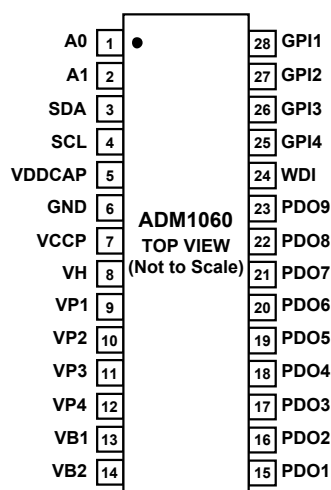 A0 1 28 GPI1
A1 2 27 GPI2
SDA 3 26 GPI3
SCL 4 25 GPI4
VDDCAP 5 24 WDI
GND 6 23 PDO9
ADM1060
VCCP 7 22 PDO8
TOP VIEW
(Not to Scale)
VH 8 21 PDO7
VP1 9 20 PDO6
VP2 10 19 PDO5
VP3 11 18 PDO4
VP4 12 17 PDO3
VB1 13 16 PDO2
VB2 14 15 PDO1